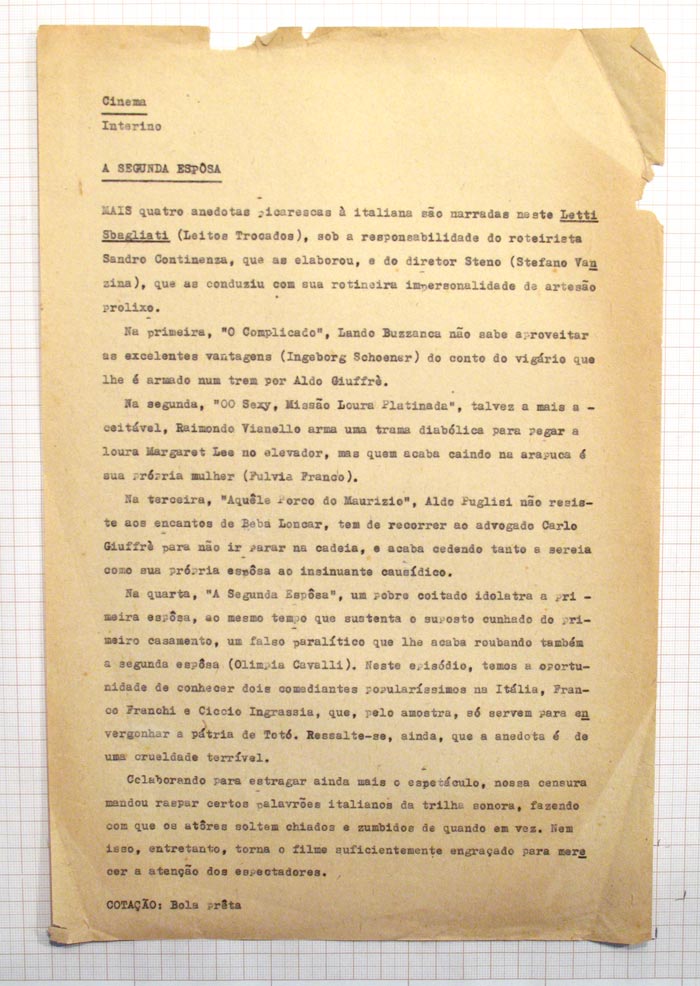 Cinema
Interino
A SEGUNDA ESPÔSA
MAIS quatro anedotas picarescas à italiana são narradas neste Letti
Sbagliati (Leitos Trocados), sob a responsabilidade do roteirista
Sandro Continenza, que as elaborou, e do diretor Steno (Stefano Van
zina), que as conduziu com sua rotineira impersonalidade de artesão
prolixo.
Na primeira, "O Complicado", Lando Buzzanca não sabe aproveitar
as excelentes vantagens (Ingeborg Schoener) do conto do vigário que
lhe é armado num trem por Aldo Giuffrè.
Na segunda, "OO Sexy, Missão Loura Platinada", talvez a mais a -
ceitável, Raimondo Vianello arma uma trama diabólica para pegar a
loura Margaret Lee no elevador, mas quem acaba caindo na arapuca é
sua própria mulher (Fulvia Franco).
Na terceira, "Aquêle Porco do Maurizio", Aldo Puglisi não resis-
te aos encantos de Beba Loncar, tem de recorrer ao advogado Carlo
Giuffrè para não ir parar na cadeia, e acaba cedendo tanto a sereia
como sua própria espôsa ao insinuante causídico.
Na quarta, "A Segunda Espôsa", um pobre coitado idolatra a pri -
meira espôsa, ao mesmo tempo que sustenta o suposto cunhado do pri-
meiro casamento, um falso paralítico que lhe acaba roubando também
a segunda espôsa (Olimpia Cavalli). Neste episódio, temos a oportu-
nidade de conhecer dois comediantes popularíssimos na Itália, Fran-
co Franchi e Ciccio Ingrassia, que, pelo amostra, só servem para en
vergonhar a pátria de Totó. Ressalte-se, ainda, que a anedota é de
uma crueldade terrível.
Colaborando para estragar ainda mais o espetáculo, nossa censura
mandou raspar certos palavrões italianos da trilha sonora, fazendo
com que os atôres soltem chiados e zumbidos de quando em vez. Nem
isso, entretanto, torna o filme suficientemente engraçado para mere
cer a atenção dos espectadores.
COTAÇÃO: Bola prêta